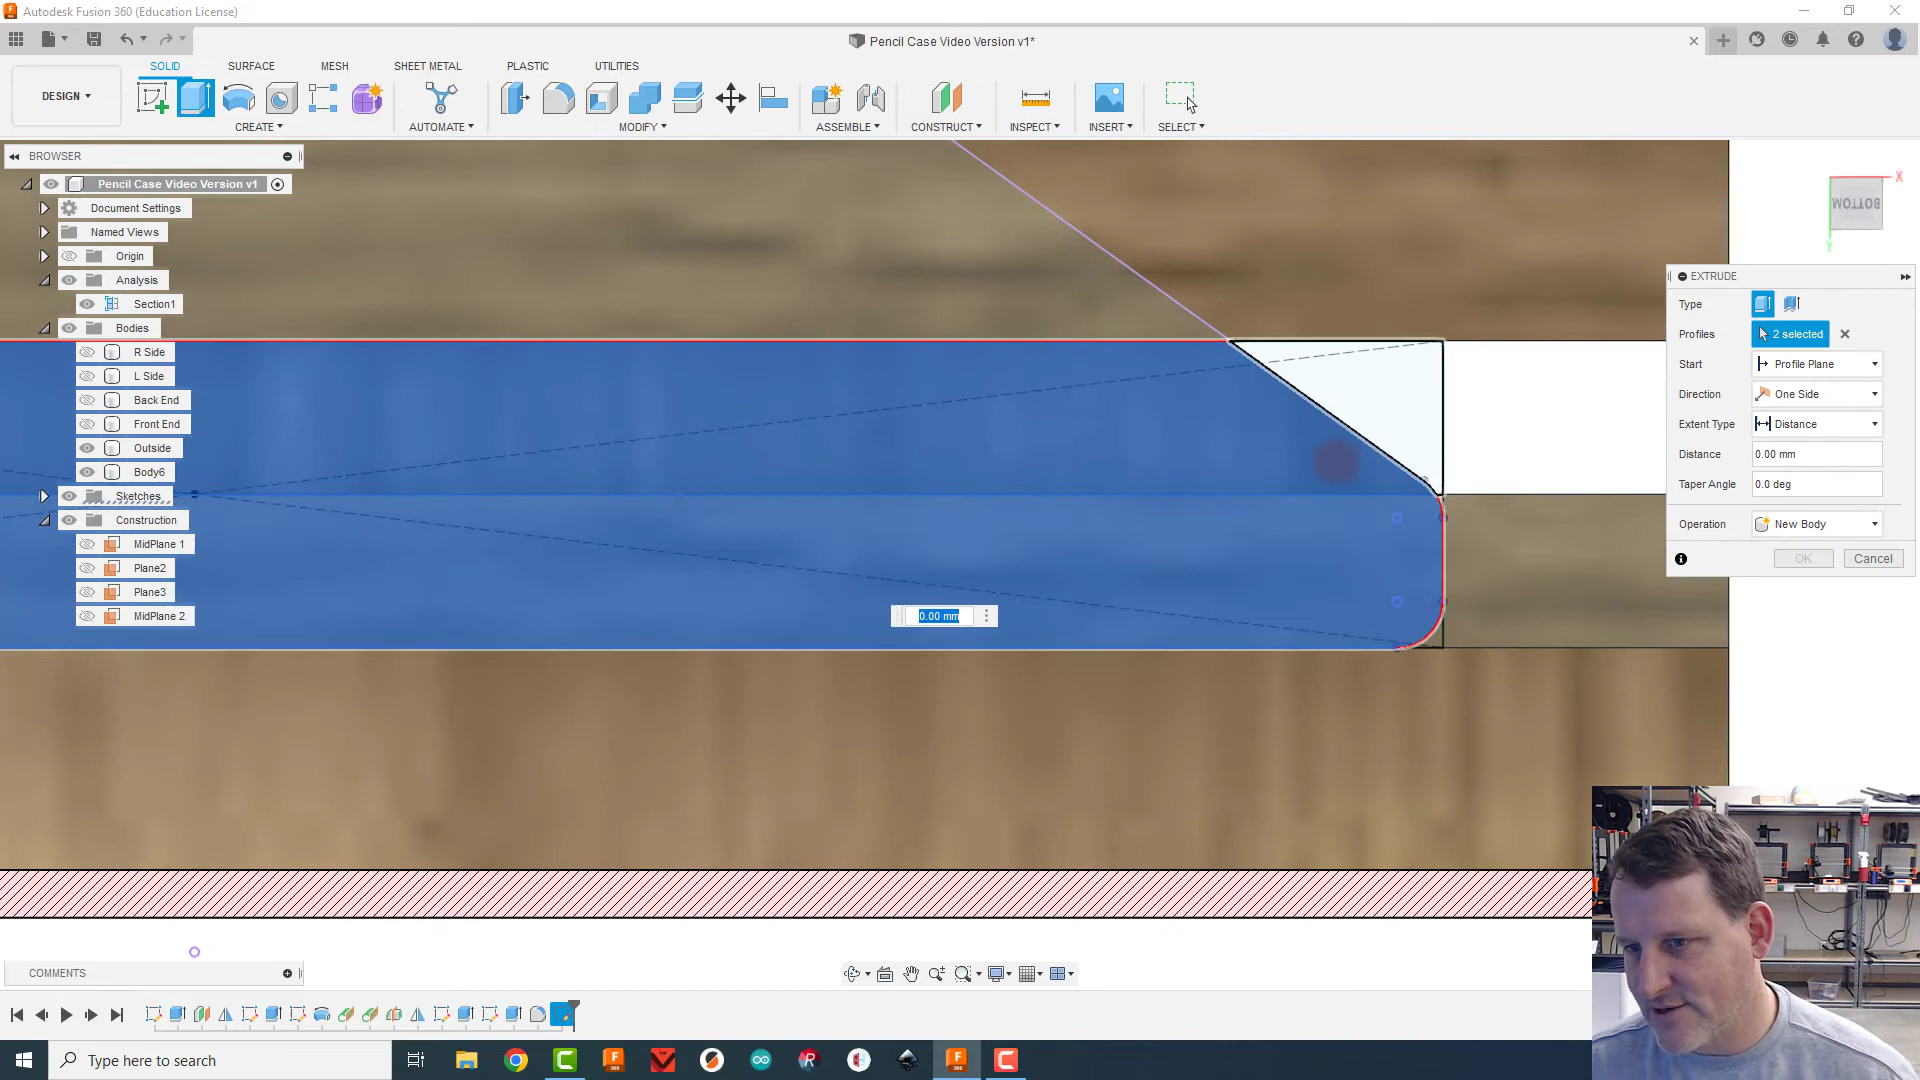 Autodesk Fusion 360 (Education License)
Pencil Case Video Version v1*
SOLID SURFACE MESH SHEET METAL PLASTIC UTILITIES
DESIGN
CREATE AUTOMATE MODIFY ASSEMBLE CONSTRUCT INSPECT INSERT SELECT
BROWSER
Pencil Case Video Version v1
Document Settings
Named Views
Origin
Analysis
Section1
Bodies
R Side
L Side
Back End
Front End
Outside
Body6
Sketches
Construction
MidPlane 1
Plane2
Plane3
MidPlane 2
0.00 mm
X
BOTTOM
Y
EXTRUDE
Type
Profiles 2 selected
Start Profile Plane
Direction One Side
Extent Type Distance
Distance 0.00 mm
Taper Angle 0.0 deg
Operation New Body
OK Cancel
COMMENTS
Type here to search